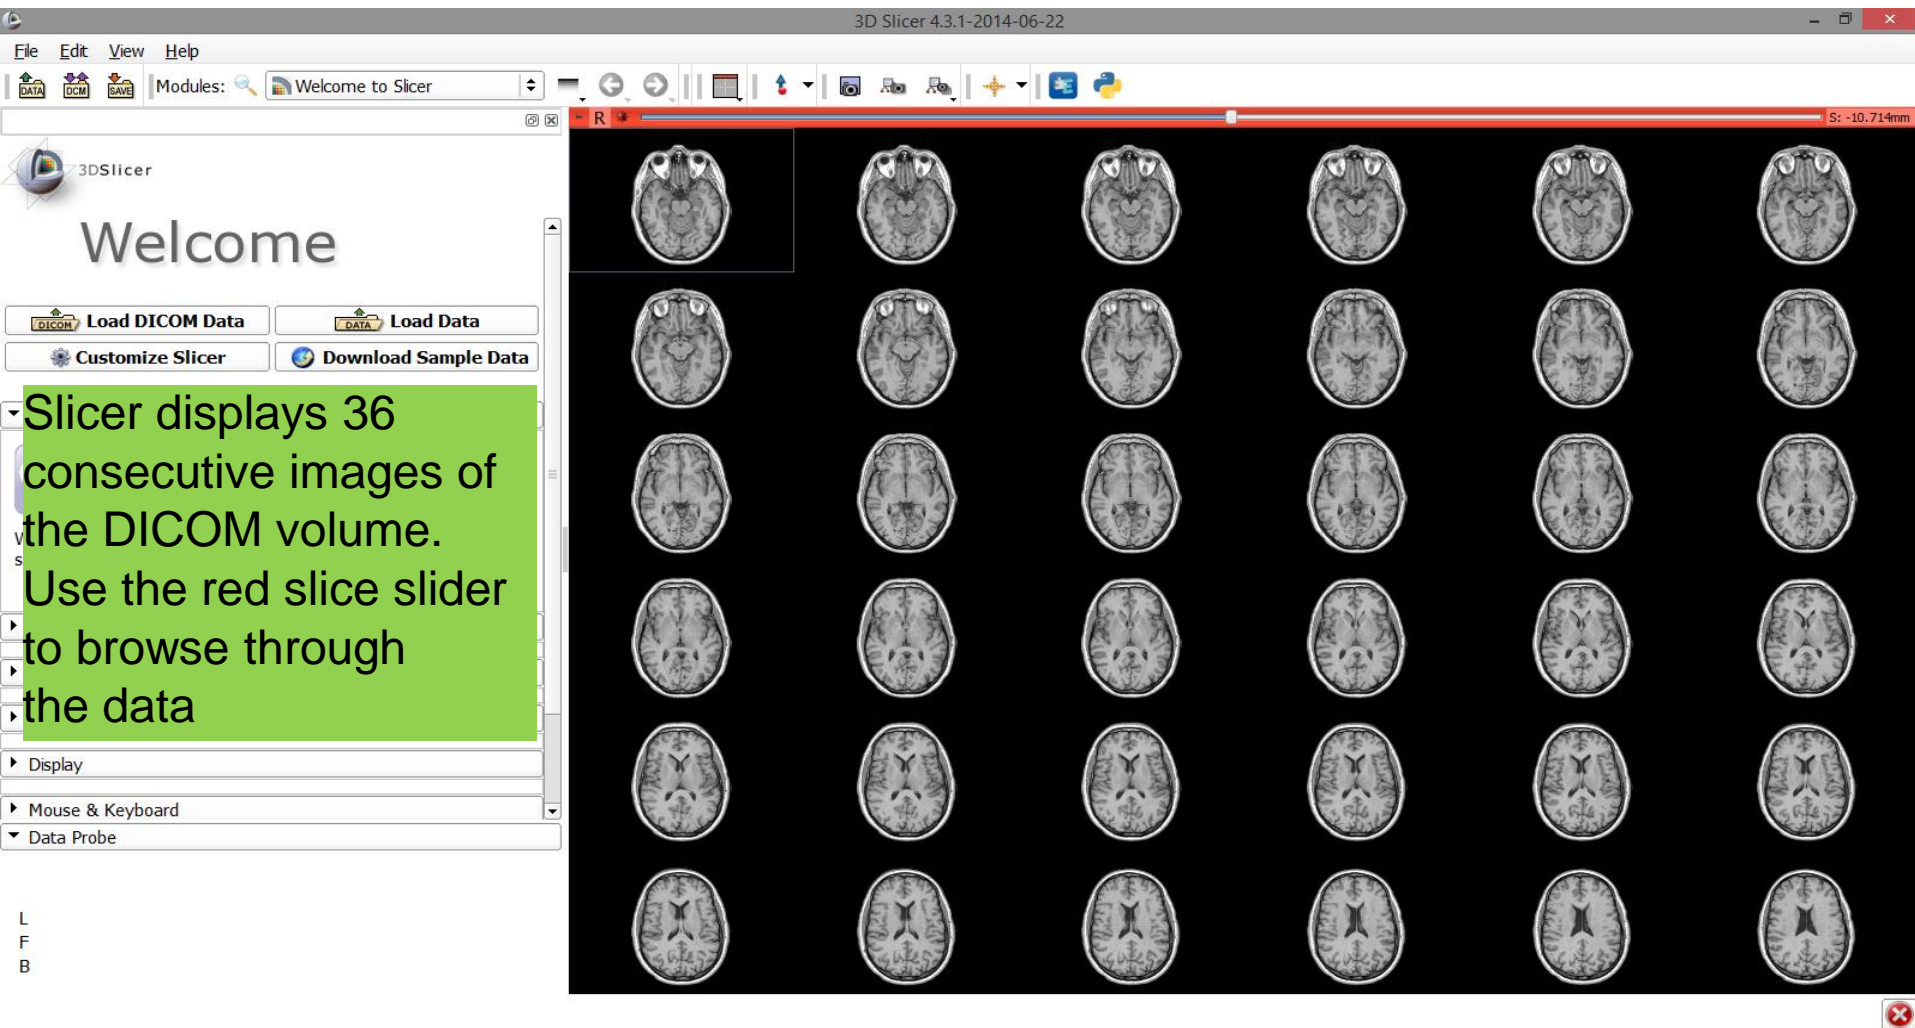 3D Slicer 4.3.1-2014-06-22
File Edit View Help
DATA DCM SAVE Modules: Welcome to Slicer
R S: -10.714mm
3DSlicer
Welcome
DICOM Load DICOM Data DATA Load Data
Customize Slicer Download Sample Data
Slicer displays 36
consecutive images of
the DICOM volume.
Use the red slice slider
to browse through
the data
Display
Mouse & Keyboard
Data Probe
L
F
B